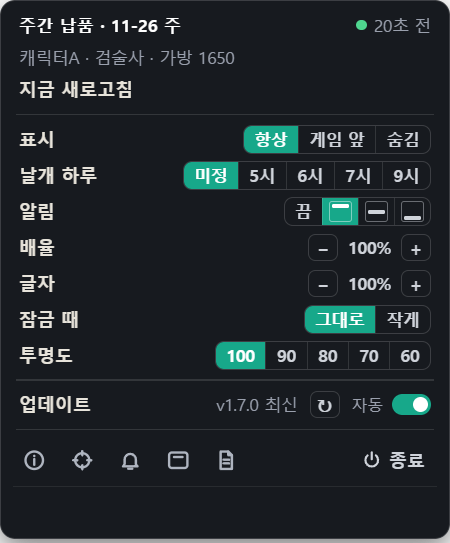 주간 납품 · 11-26 주 20초 전
캐릭터A · 검술사 · 가방 1650
지금 새로고침
표시 항상 게임 앞 숨김
날개 하루 미정 5시 6시 7시 9시
알림 끔
배율 − 100% +
글자 − 100% +
잠금 때 그대로 작게
투명도 100 90 80 70 60
업데이트 v1.7.0 최신 ↻ 자동
종료